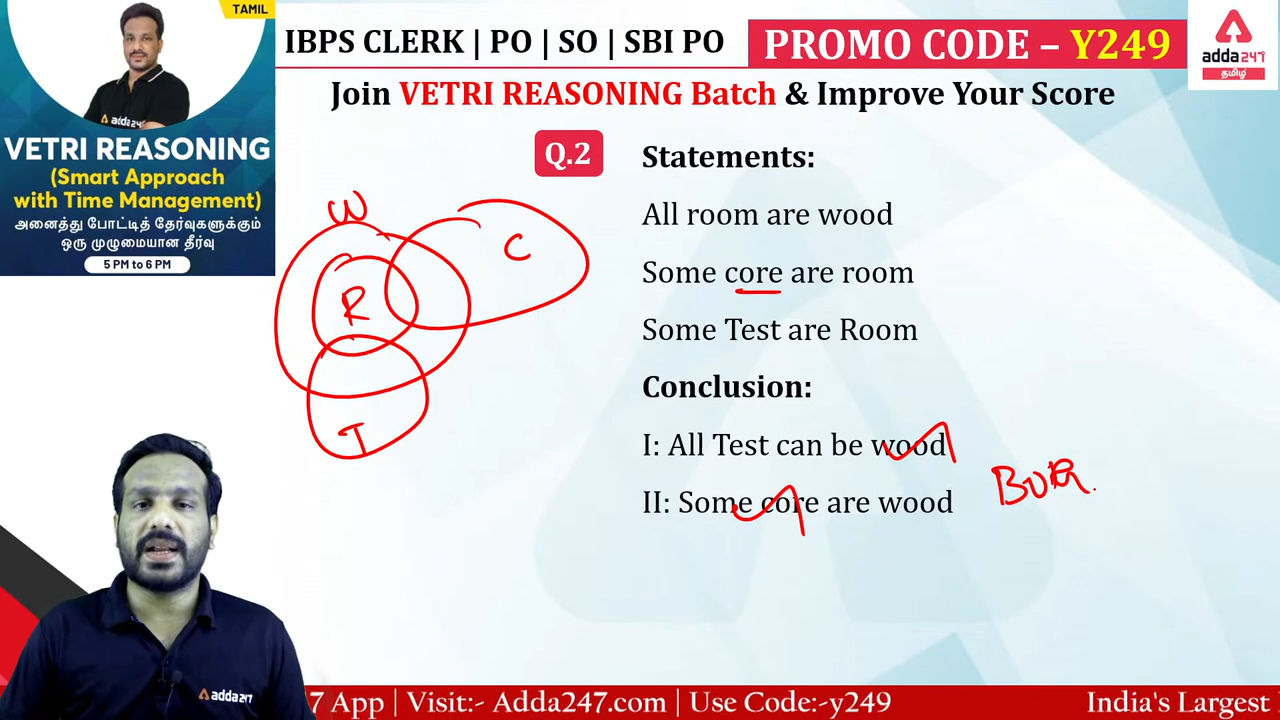 TAMIL
adda247
VETRI REASONING
(Smart Approach
with Time Management)
அனைத்து போட்டித் தேர்வுகளுக்கும்
ஒரு முழுமையான தீர்வு
5 PM to 6 PM
IBPS CLERK | PO | SO | SBI PO
PROMO CODE – Y249
adda247
தமிழ்
Join VETRI REASONING Batch & Improve Your Score
Q.2
Statements:
All room are wood
Some core are room
Some Test are Room
Conclusion:
I: All Test can be wood
II: Some core are wood
W
C
R
T
Both
adda247
7 App | Visit:- Adda247.com | Use Code:-y249
India's Largest